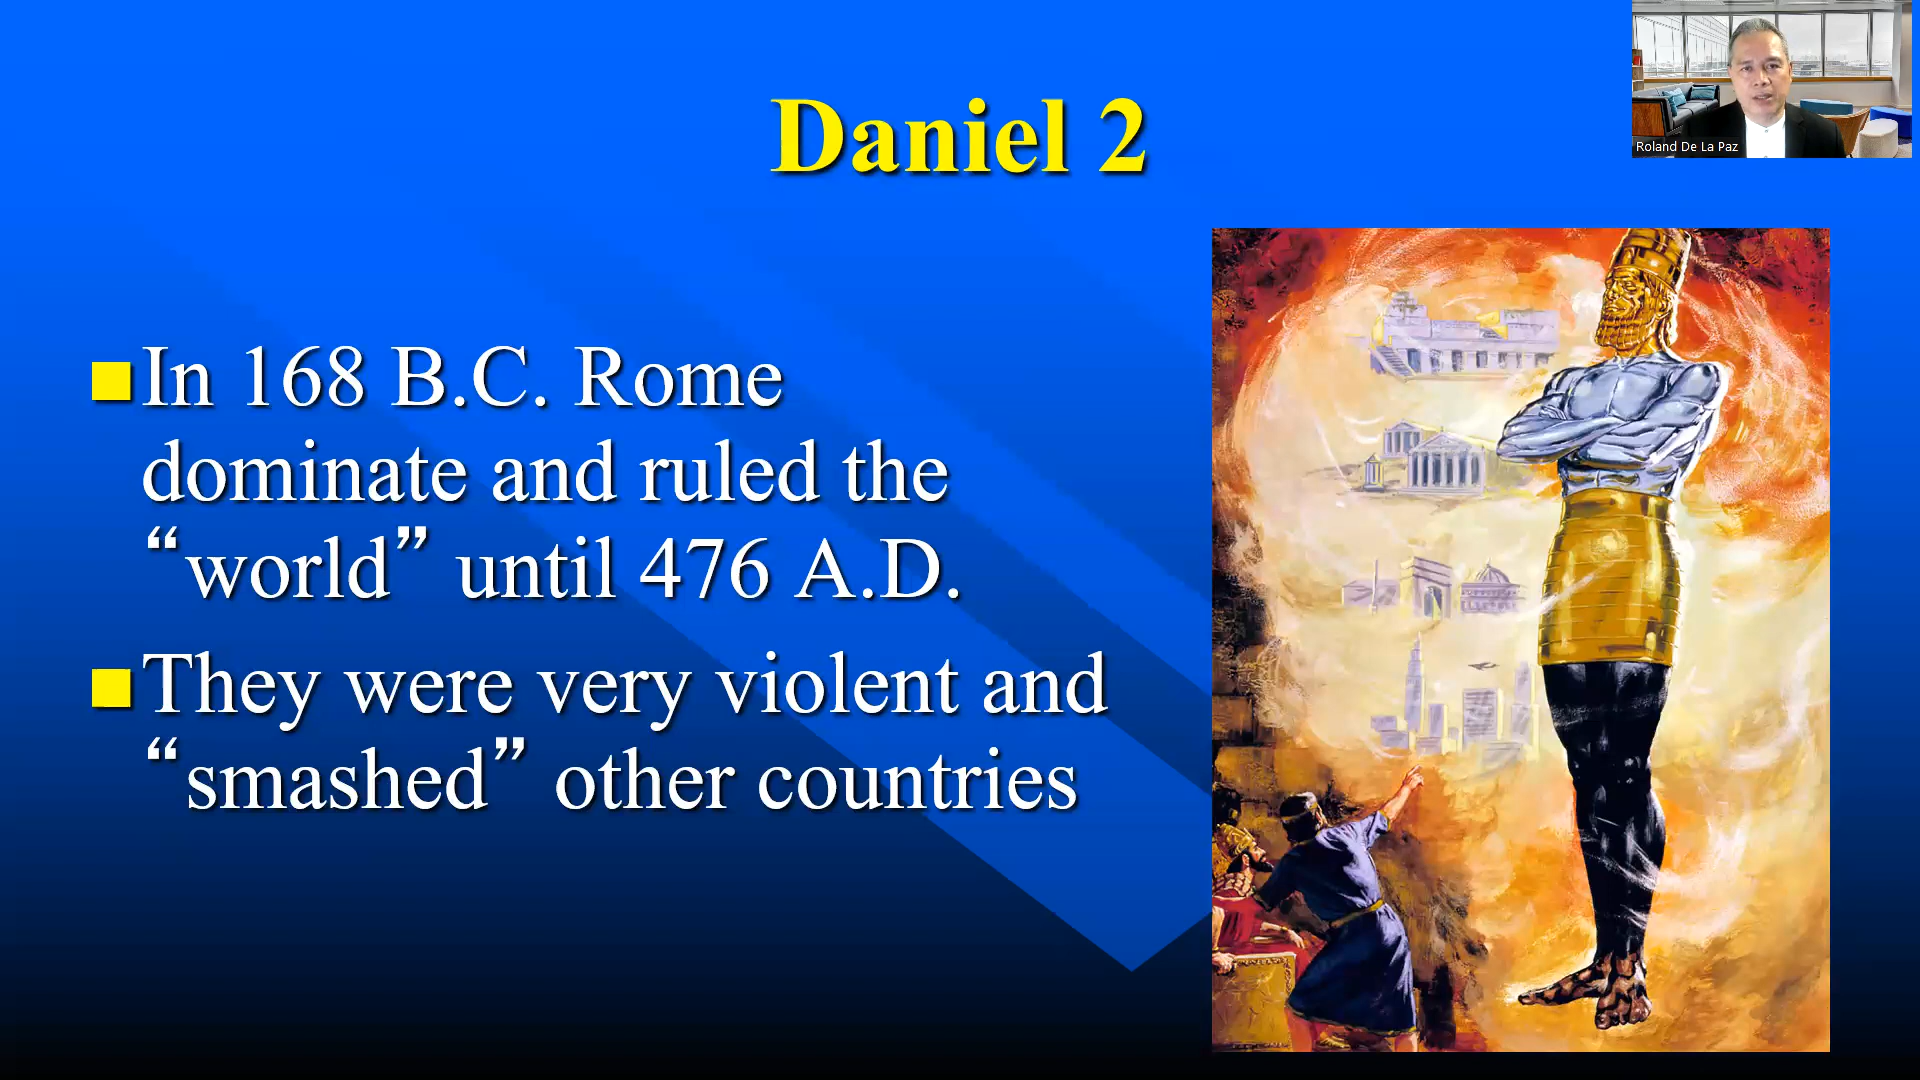 Daniel 2
Roland De La Paz
In 168 B.C. Rome
dominate and ruled the
“world” until 476 A.D.
They were very violent and
“smashed” other countries